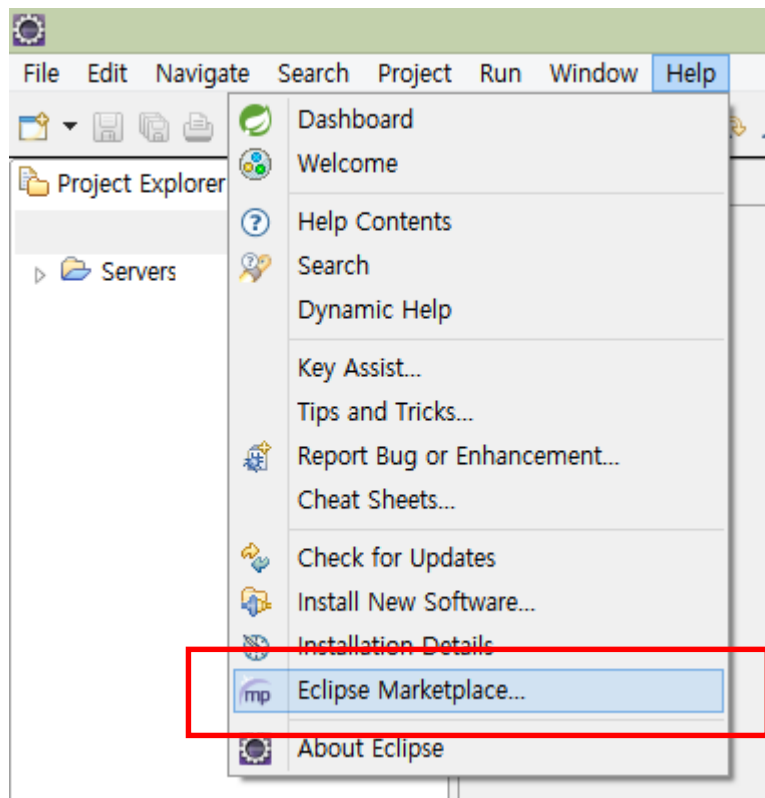 File Edit Navigate Search Project Run Window Help
Dashboard
Welcome
Project Explorer
Help Contents
Search
Servers
Dynamic Help
Key Assist...
Tips and Tricks...
Report Bug or Enhancement...
Cheat Sheets...
Check for Updates
Install New Software...
Installation Details
mp Eclipse Marketplace...
About Eclipse